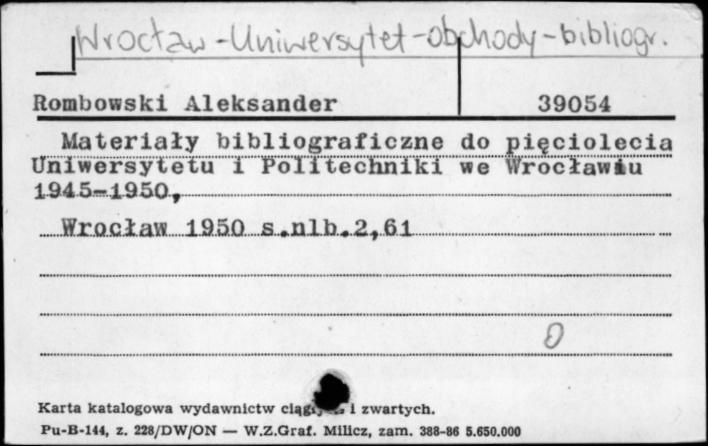 Wrocław - Uniwersytet - obchody - bibliogr.
Rombowski Aleksander 39054
Materiały bibliograficzne do pięciolecia
Uniwersytetu i Politechniki we Wrocławiu
1945-1950,
Wrocław 1950 s.nlb.2,61
0
Karta katalogowa wydawnictw i zwartych.
Pu-B-144, z. 228/DW/ON — W.Z.Graf. Milicz, zam. 388-86 5.650.000